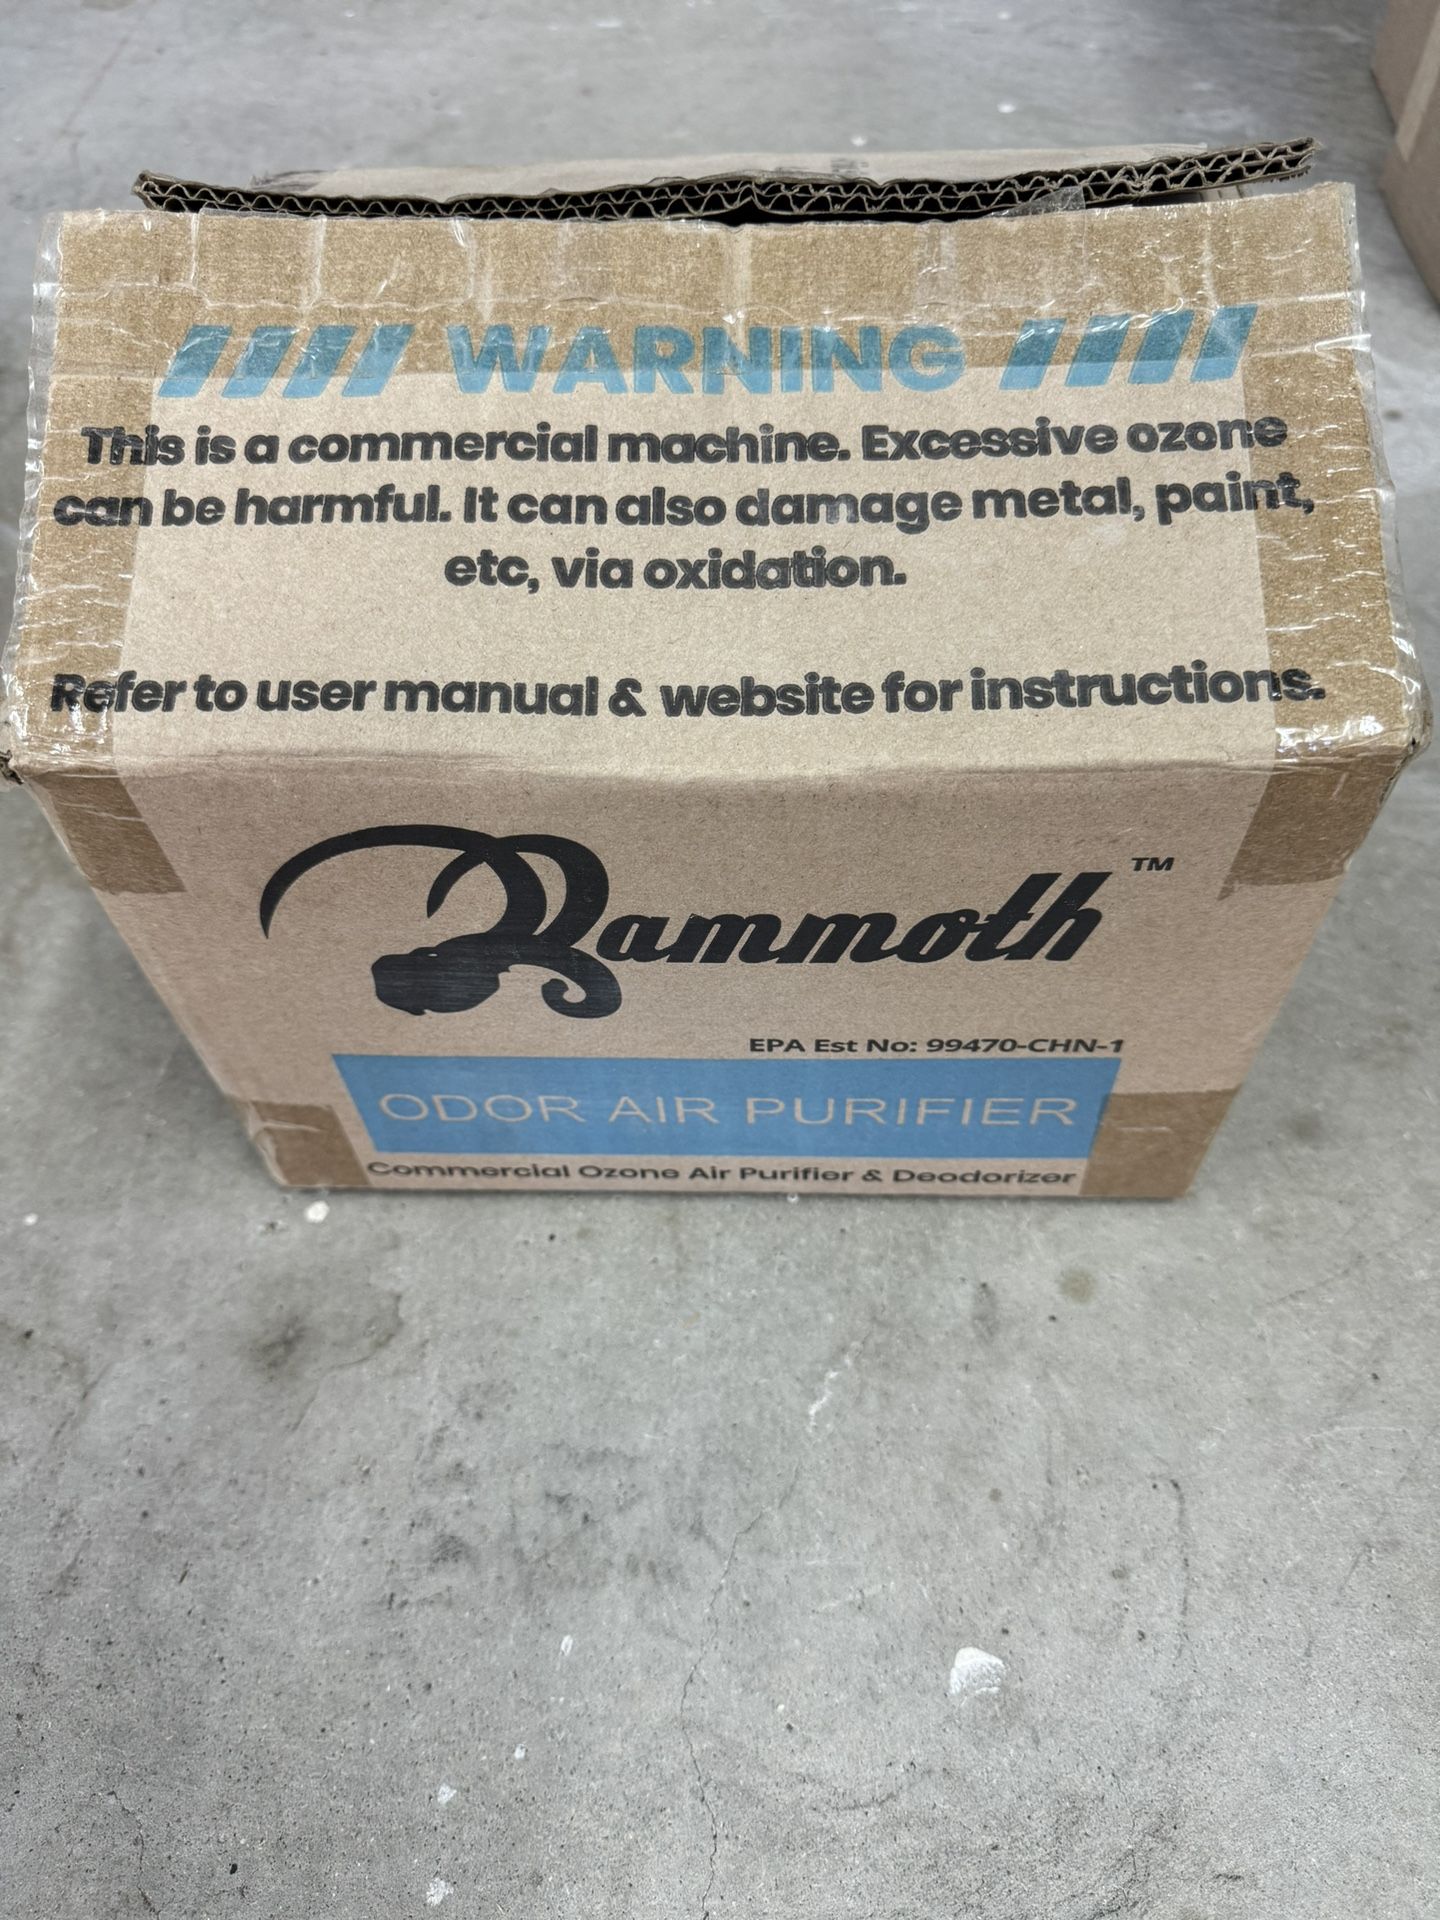 WARNING
This is a commercial machine. Excessive ozone
can be harmful. It can also damage metal, paint,
etc, via oxidation.
Refer to user manual & website for instructions.
Rammoth TM
EPA Est No: 99470-CHN-1
ODOR AIR PURIFIER
Commercial Ozone Air Purifier & Deodorizer